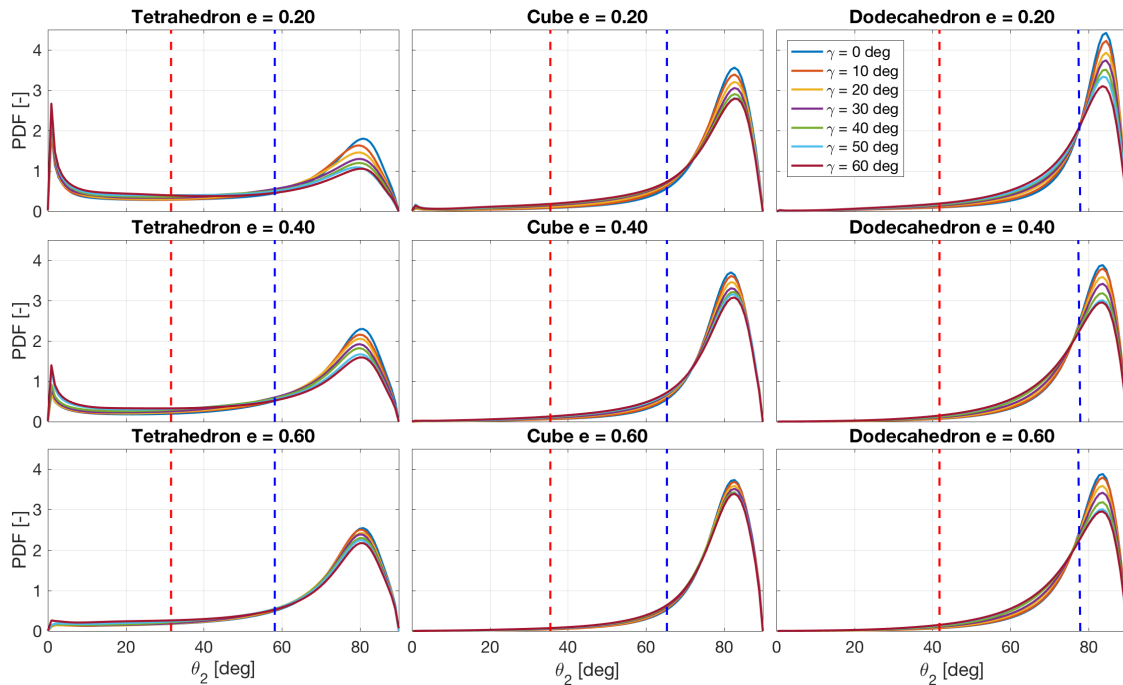 Tetrahedron e = 0.20
Cube e = 0.20
Dodecahedron e = 0.20
PDF [-]
4
3
2
1
0
γ = 0 deg
γ = 10 deg
γ = 20 deg
γ = 30 deg
γ = 40 deg
γ = 50 deg
γ = 60 deg
Tetrahedron e = 0.40
Cube e = 0.40
Dodecahedron e = 0.40
PDF [-]
4
3
2
1
0
Tetrahedron e = 0.60
Cube e = 0.60
Dodecahedron e = 0.60
PDF [-]
4
3
2
1
0
0 20 40 60 80
0 20 40 60 80
0 20 40 60 80
θ2 [deg]
θ2 [deg]
θ2 [deg]